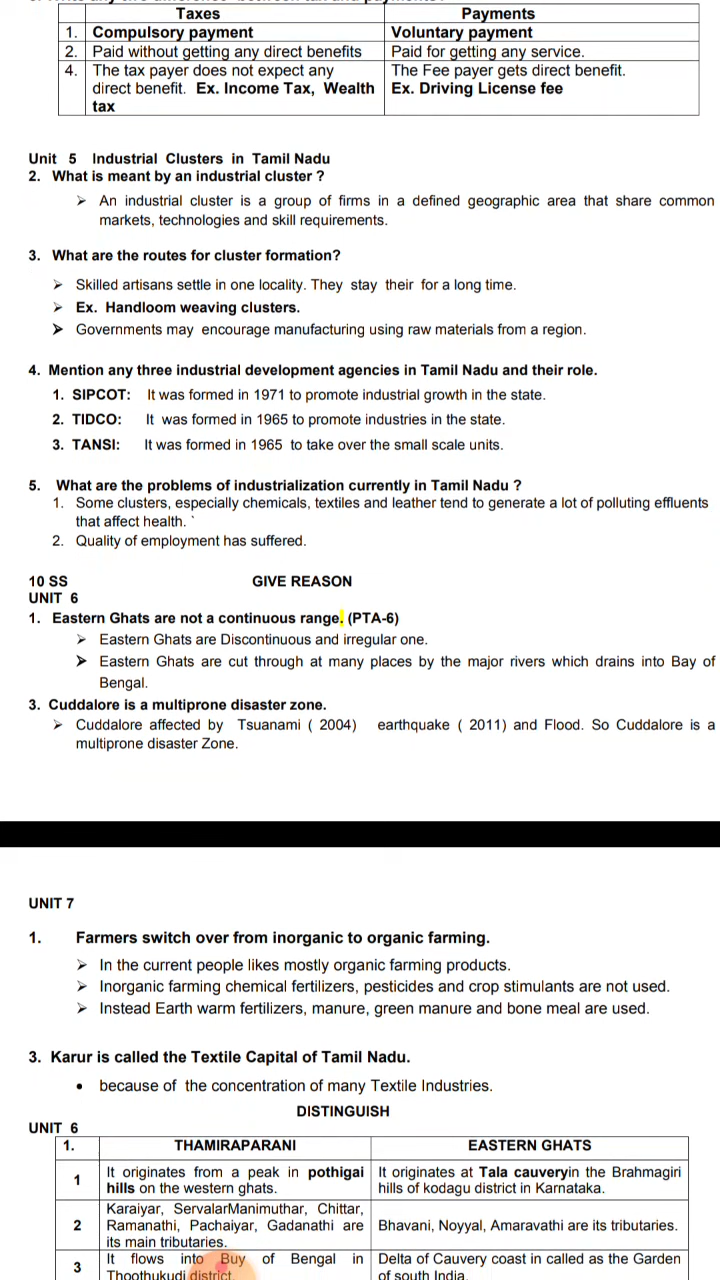 Taxes Payments
1. Compulsory payment Voluntary payment
2. Paid without getting any direct benefits Paid for getting any service.
4. The tax payer does not expect any The Fee payer gets direct benefit.
direct benefit. Ex. Income Tax, Wealth Ex. Driving License fee
tax
Unit 5 Industrial Clusters in Tamil Nadu
2. What is meant by an industrial cluster ?
➢ An industrial cluster is a group of firms in a defined geographic area that share common
markets, technologies and skill requirements.
3. What are the routes for cluster formation?
➢ Skilled artisans settle in one locality. They stay their for a long time.
➢ Ex. Handloom weaving clusters.
➢ Governments may encourage manufacturing using raw materials from a region.
4. Mention any three industrial development agencies in Tamil Nadu and their role.
1. SIPCOT: It was formed in 1971 to promote industrial growth in the state.
2. TIDCO: It was formed in 1965 to promote industries in the state.
3. TANSI: It was formed in 1965 to take over the small scale units.
5. What are the problems of industrialization currently in Tamil Nadu ?
1. Some clusters, especially chemicals, textiles and leather tend to generate a lot of polluting effluents
that affect health. `
2. Quality of employment has suffered.
10 SS GIVE REASON
UNIT 6
1. Eastern Ghats are not a continuous range. (PTA-6)
➢ Eastern Ghats are Discontinuous and irregular one.
➢ Eastern Ghats are cut through at many places by the major rivers which drains into Bay of
Bengal.
3. Cuddalore is a multiprone disaster zone.
➢ Cuddalore affected by Tsuanami ( 2004) earthquake ( 2011) and Flood. So Cuddalore is a
multiprone disaster Zone.
UNIT 7
1. Farmers switch over from inorganic to organic farming.
➢ In the current people likes mostly organic farming products.
➢ Inorganic farming chemical fertilizers, pesticides and crop stimulants are not used.
➢ Instead Earth warm fertilizers, manure, green manure and bone meal are used.
3. Karur is called the Textile Capital of Tamil Nadu.
• because of the concentration of many Textile Industries.
DISTINGUISH
UNIT 6
1. THAMIRAPARANI EASTERN GHATS
1 It originates from a peak in pothigai It originates at Tala cauveryin the Brahmagiri
hills on the western ghats. hills of kodagu district in Karnataka.
Karaiyar, ServalarManimuthar, Chittar,
2 Ramanathi, Pachaiyar, Gadanathi are Bhavani, Noyyal, Amaravathi are its tributaries.
its main tributaries.
3 It flows into Buy of Bengal in Delta of Cauvery coast in called as the Garden
Thoothukudi district. of south India.